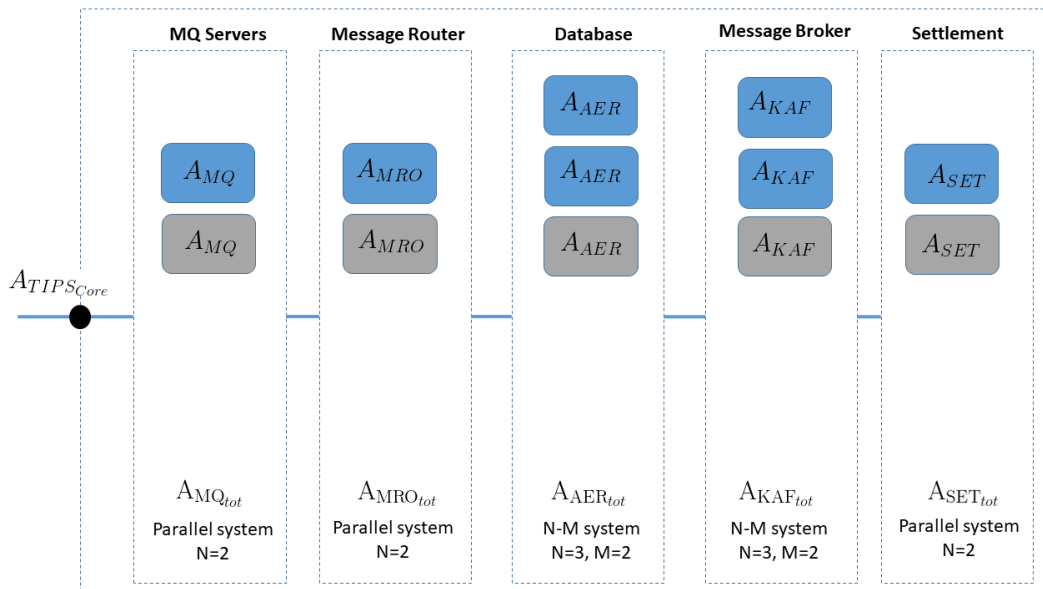 MQ Servers
Message Router
Database
Message Broker
Settlement
A_AER
A_KAF
A_MQ
A_MRO
A_AER
A_KAF
A_SET
A_MQ
A_MRO
A_AER
A_KAF
A_SET
A_TIPS_Core
A_MQ_tot
A_MRO_tot
A_AER_tot
A_KAF_tot
A_SET_tot
Parallel system
N=2
Parallel system
N=2
N-M system
N=3, M=2
N-M system
N=3, M=2
Parallel system
N=2